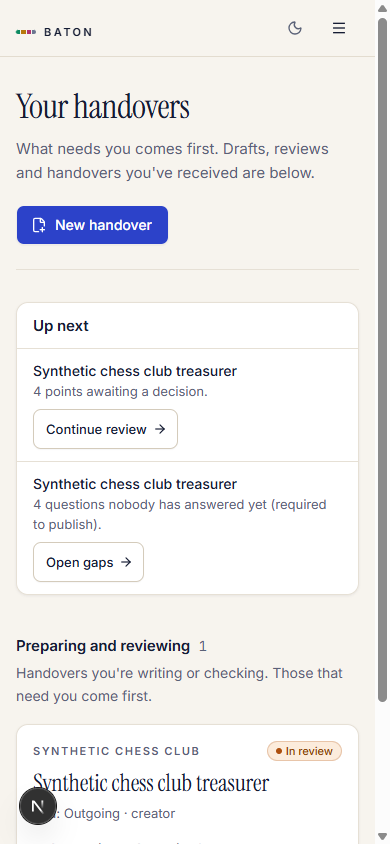 BATON
Your handovers
What needs you comes first. Drafts, reviews
and handovers you've received are below.
New handover
Up next
Synthetic chess club treasurer
4 points awaiting a decision.
Continue review →
Synthetic chess club treasurer
4 questions nobody has answered yet (required
to publish).
Open gaps →
Preparing and reviewing 1
Handovers you're writing or checking. Those that
need you come first.
SYNTHETIC CHESS CLUB
In review
Synthetic chess club treasurer
N
: Outgoing · creator